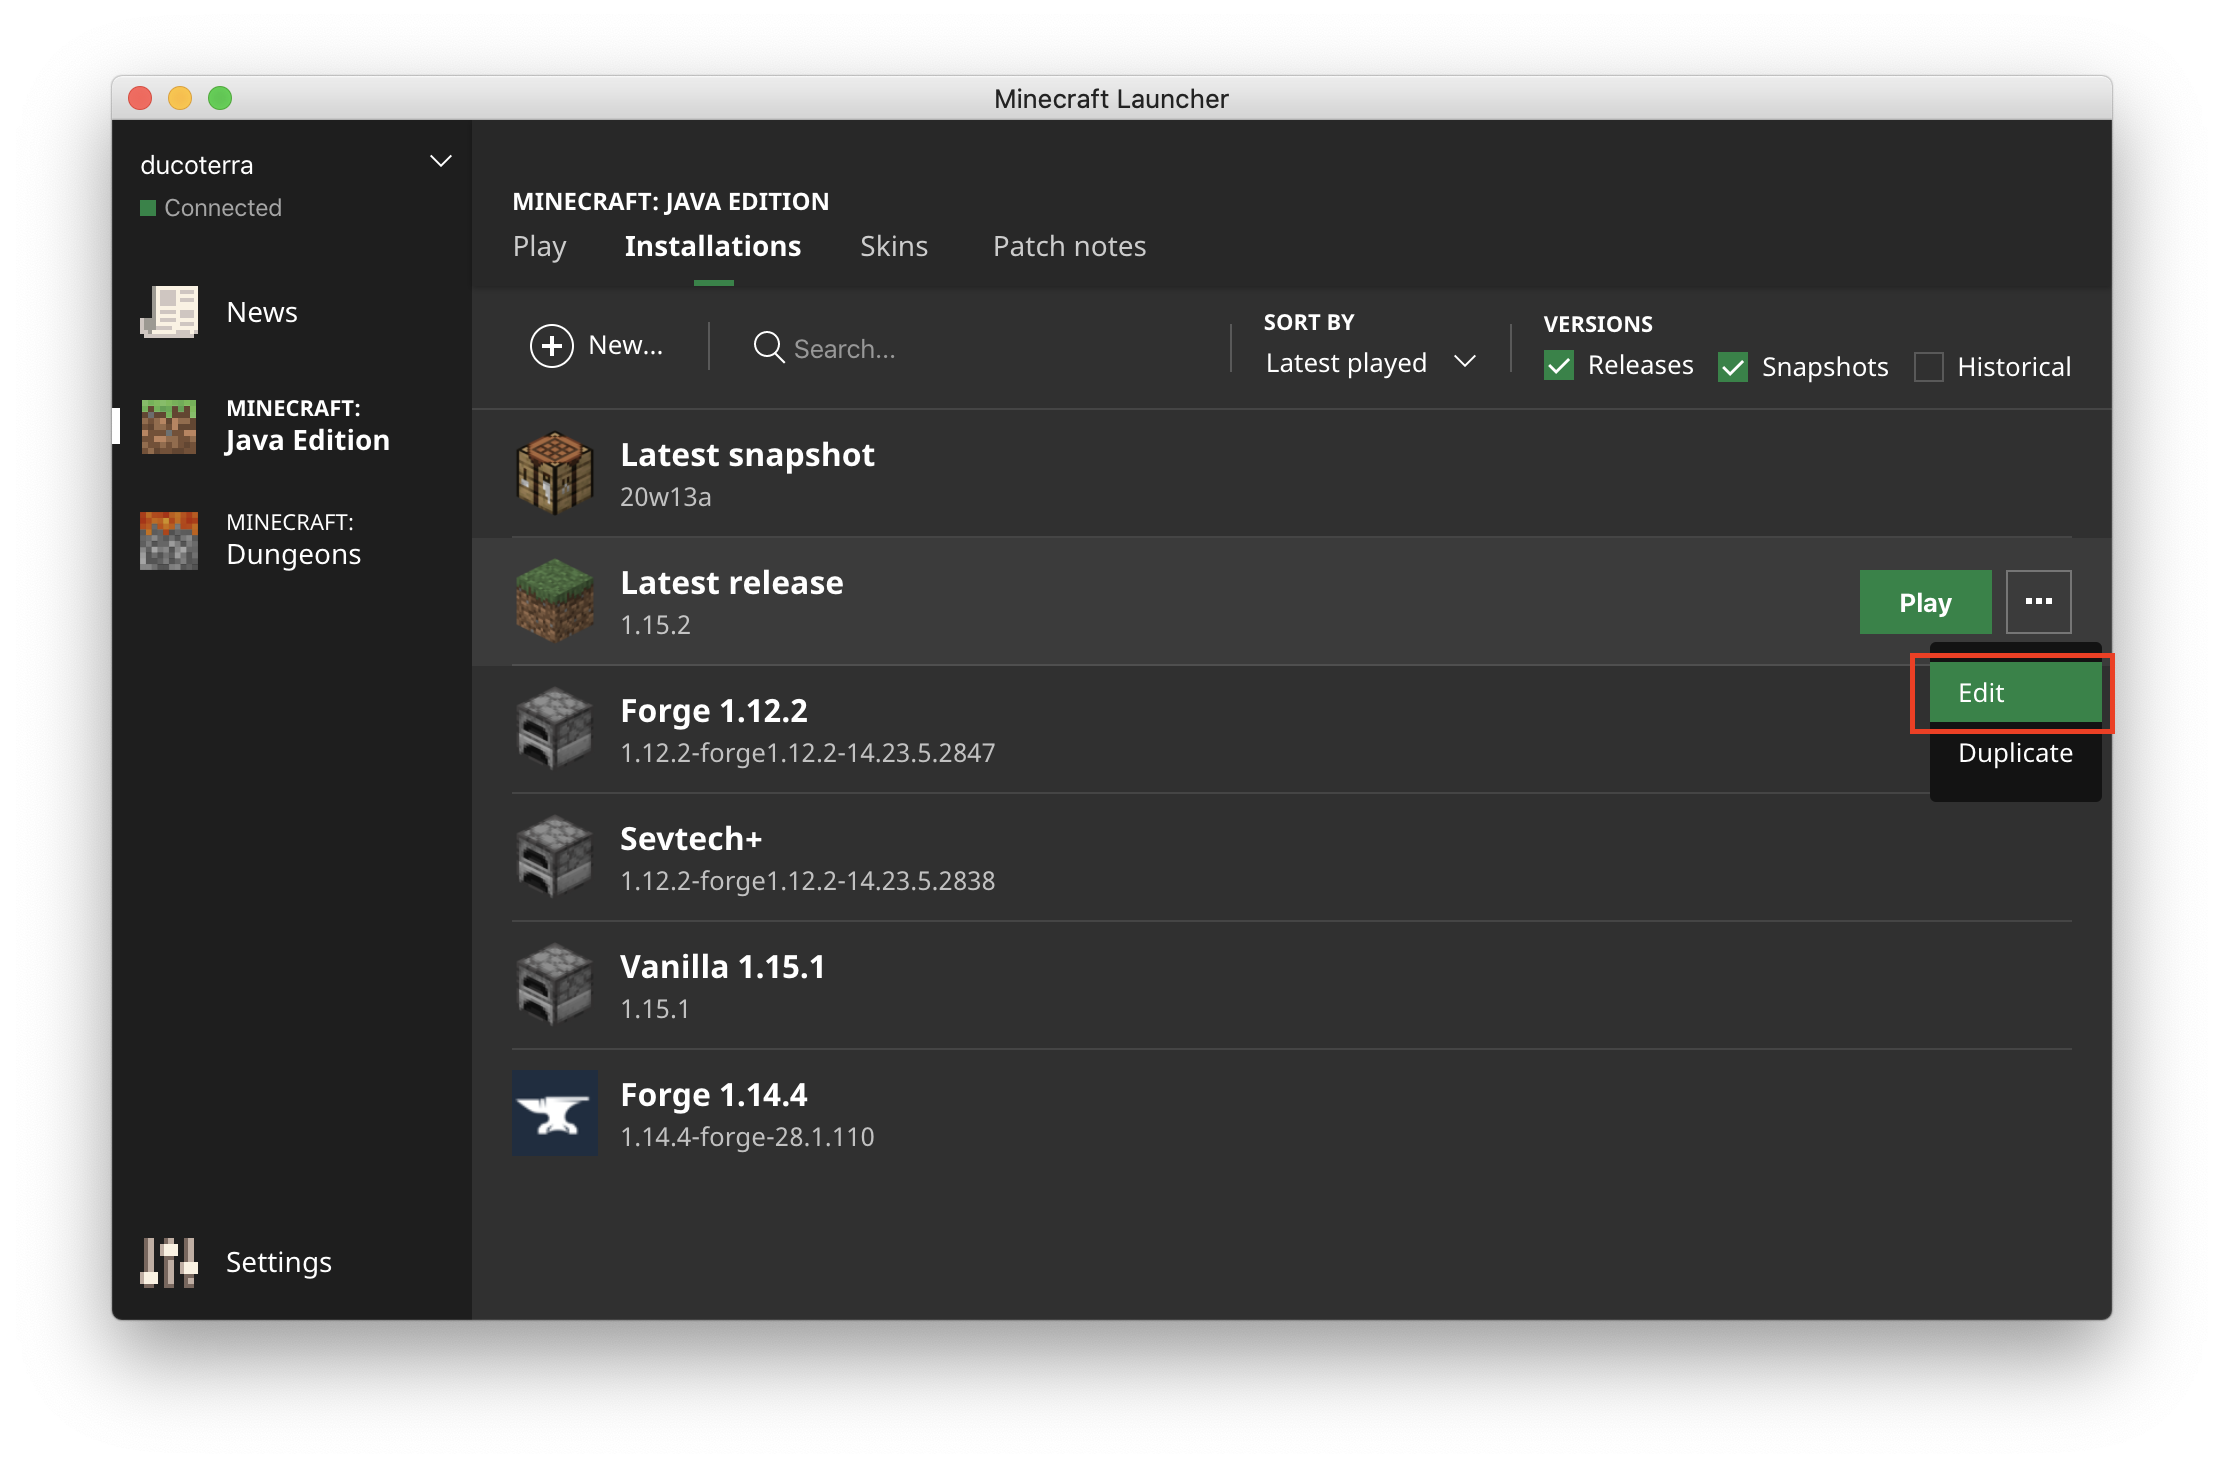 Minecraft Launcher
ducoterra
Connected
News
MINECRAFT:
Java Edition
MINECRAFT:
Dungeons
Settings
MINECRAFT: JAVA EDITION
Play Installations Skins Patch notes
New... Search...
SORT BY
Latest played
VERSIONS
Releases Snapshots Historical
Latest snapshot
20w13a
Latest release
1.15.2
Play ...
Edit
Duplicate
Forge 1.12.2
1.12.2-forge1.12.2-14.23.5.2847
Sevtech+
1.12.2-forge1.12.2-14.23.5.2838
Vanilla 1.15.1
1.15.1
Forge 1.14.4
1.14.4-forge-28.1.110